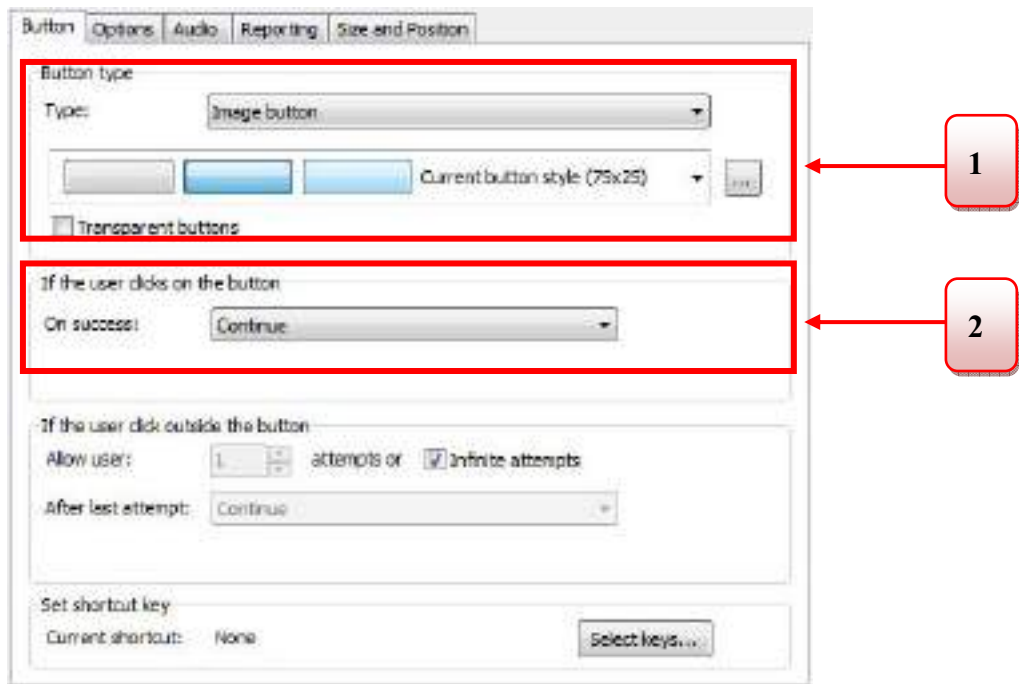 Button Options Audio Reporting Size and Position
Button type
Type: Image button
Current button style (75x25) ...
Transparent buttons
1
If the user clicks on the button
On success: Continue
2
If the user click outside the button
Allow user: 1 attempts or Infinite attempts
After last attempt: Continue
Set shortcut key
Current shortcut: None Select keys...